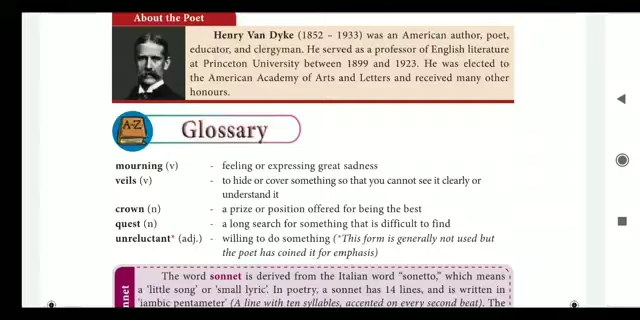 About the Poet
Henry Van Dyke (1852 – 1933) was an American author, poet,
educator, and clergyman. He served as a professor of English literature
at Princeton University between 1899 and 1923. He was elected to
the American Academy of Arts and Letters and received many other
honours.
A-Z
Glossary
mourning (v) - feeling or expressing great sadness
veils (v) - to hide or cover something so that you cannot see it clearly or
understand it
crown (n) - a prize or position offered for being the best
quest (n) - a long search for something that is difficult to find
unreluctant* (adj.) - willing to do something (*This form is generally not used but
the poet has coined it for emphasis)
The word sonnet is derived from the Italian word "sonetto," which means
a 'little song' or 'small lyric'. In poetry, a sonnet has 14 lines, and is written in
'iambic pentameter' (A line with ten syllables, accented on every second beat). The